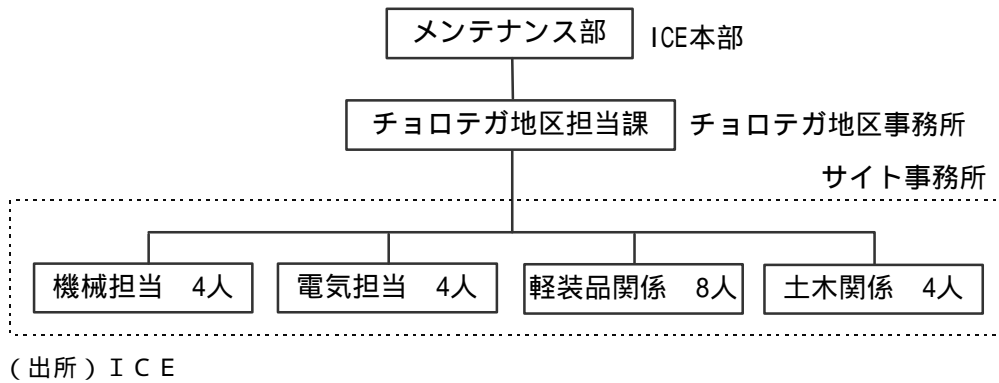 メンテナンス部 ICE本部
チョロテガ地区担当課 チョロテガ地区事務所
サイト事務所
機械担当 4人 電気担当 4人 軽装品関係 8人 土木関係 4人
（出所）ＩＣＥ